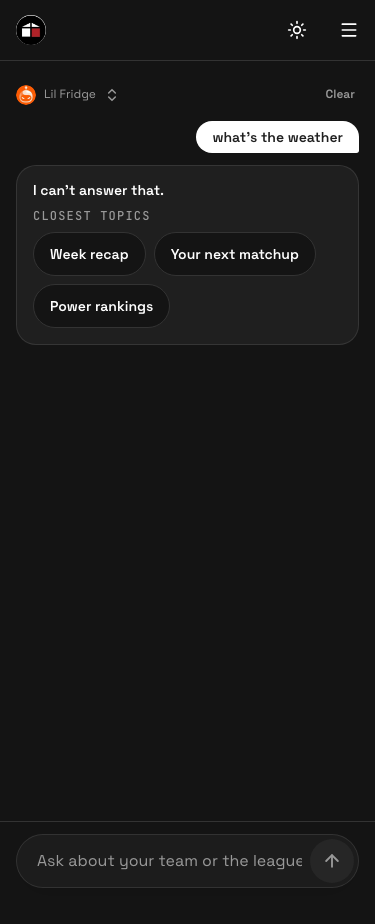 Lil Fridge
Clear
what's the weather
I can't answer that.
CLOSEST TOPICS
Week recap
Your next matchup
Power rankings
Ask about your team or the league